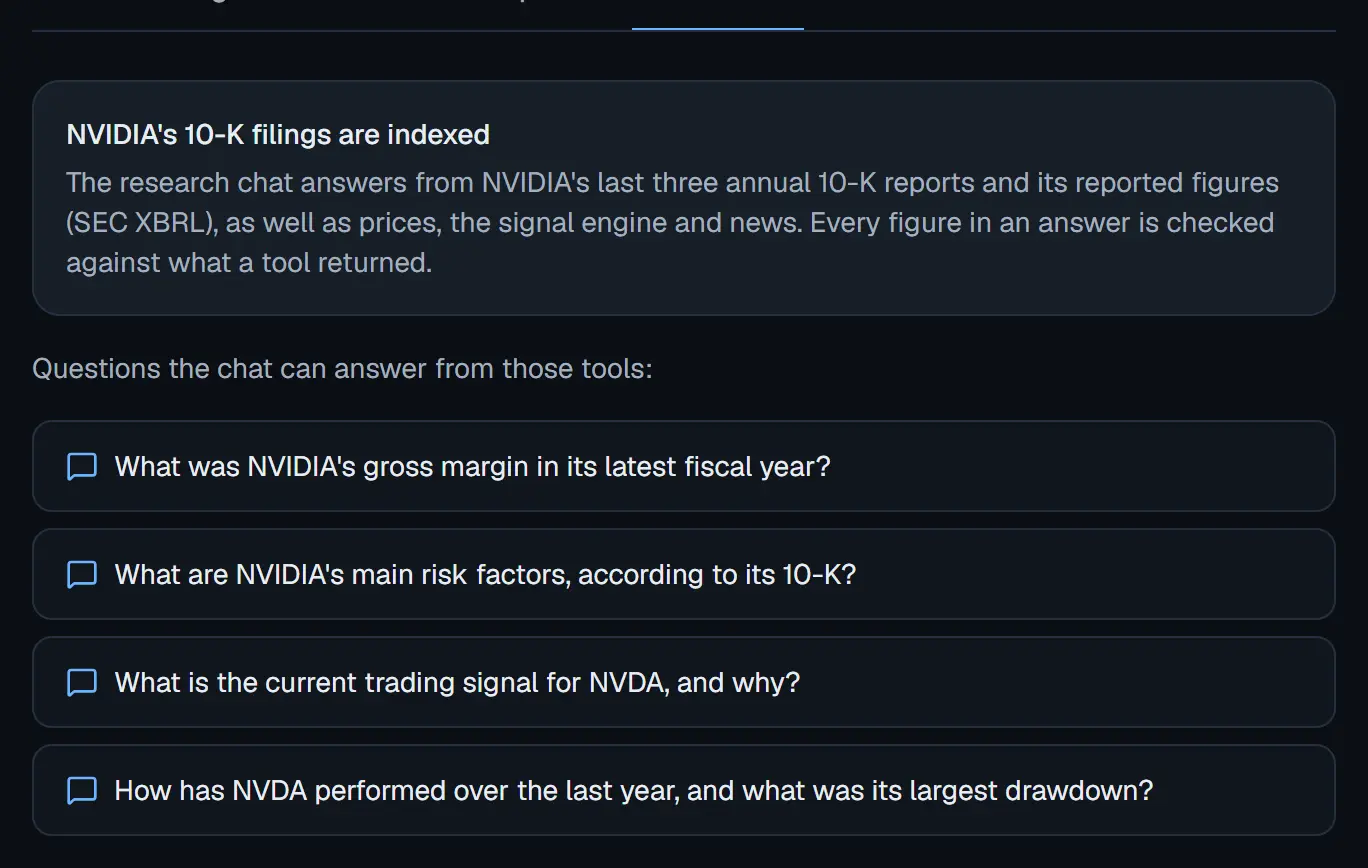 NVIDIA's 10-K filings are indexed
The research chat answers from NVIDIA's last three annual 10-K reports and its reported figures
(SEC XBRL), as well as prices, the signal engine and news. Every figure in an answer is checked
against what a tool returned.
Questions the chat can answer from those tools:
What was NVIDIA's gross margin in its latest fiscal year?
What are NVIDIA's main risk factors, according to its 10-K?
What is the current trading signal for NVDA, and why?
How has NVDA performed over the last year, and what was its largest drawdown?